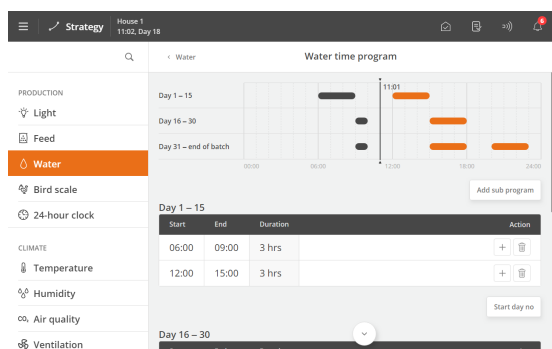 Strategy
House 1
11:02, Day 18
6
Water
Water time program
PRODUCTION
Light
Feed
Water
Bird scale
24-hour clock
CLIMATE
Temperature
Humidity
CO₂ Air quality
Ventilation
11:01
Day 1 – 15
Day 16 – 30
Day 31 – end of batch
00:00 06:00 12:00 18:00 24:00
Add sub program
Day 1 – 15
Start End Duration Action
06:00 09:00 3 hrs
12:00 15:00 3 hrs
Start day no
Day 16 – 30